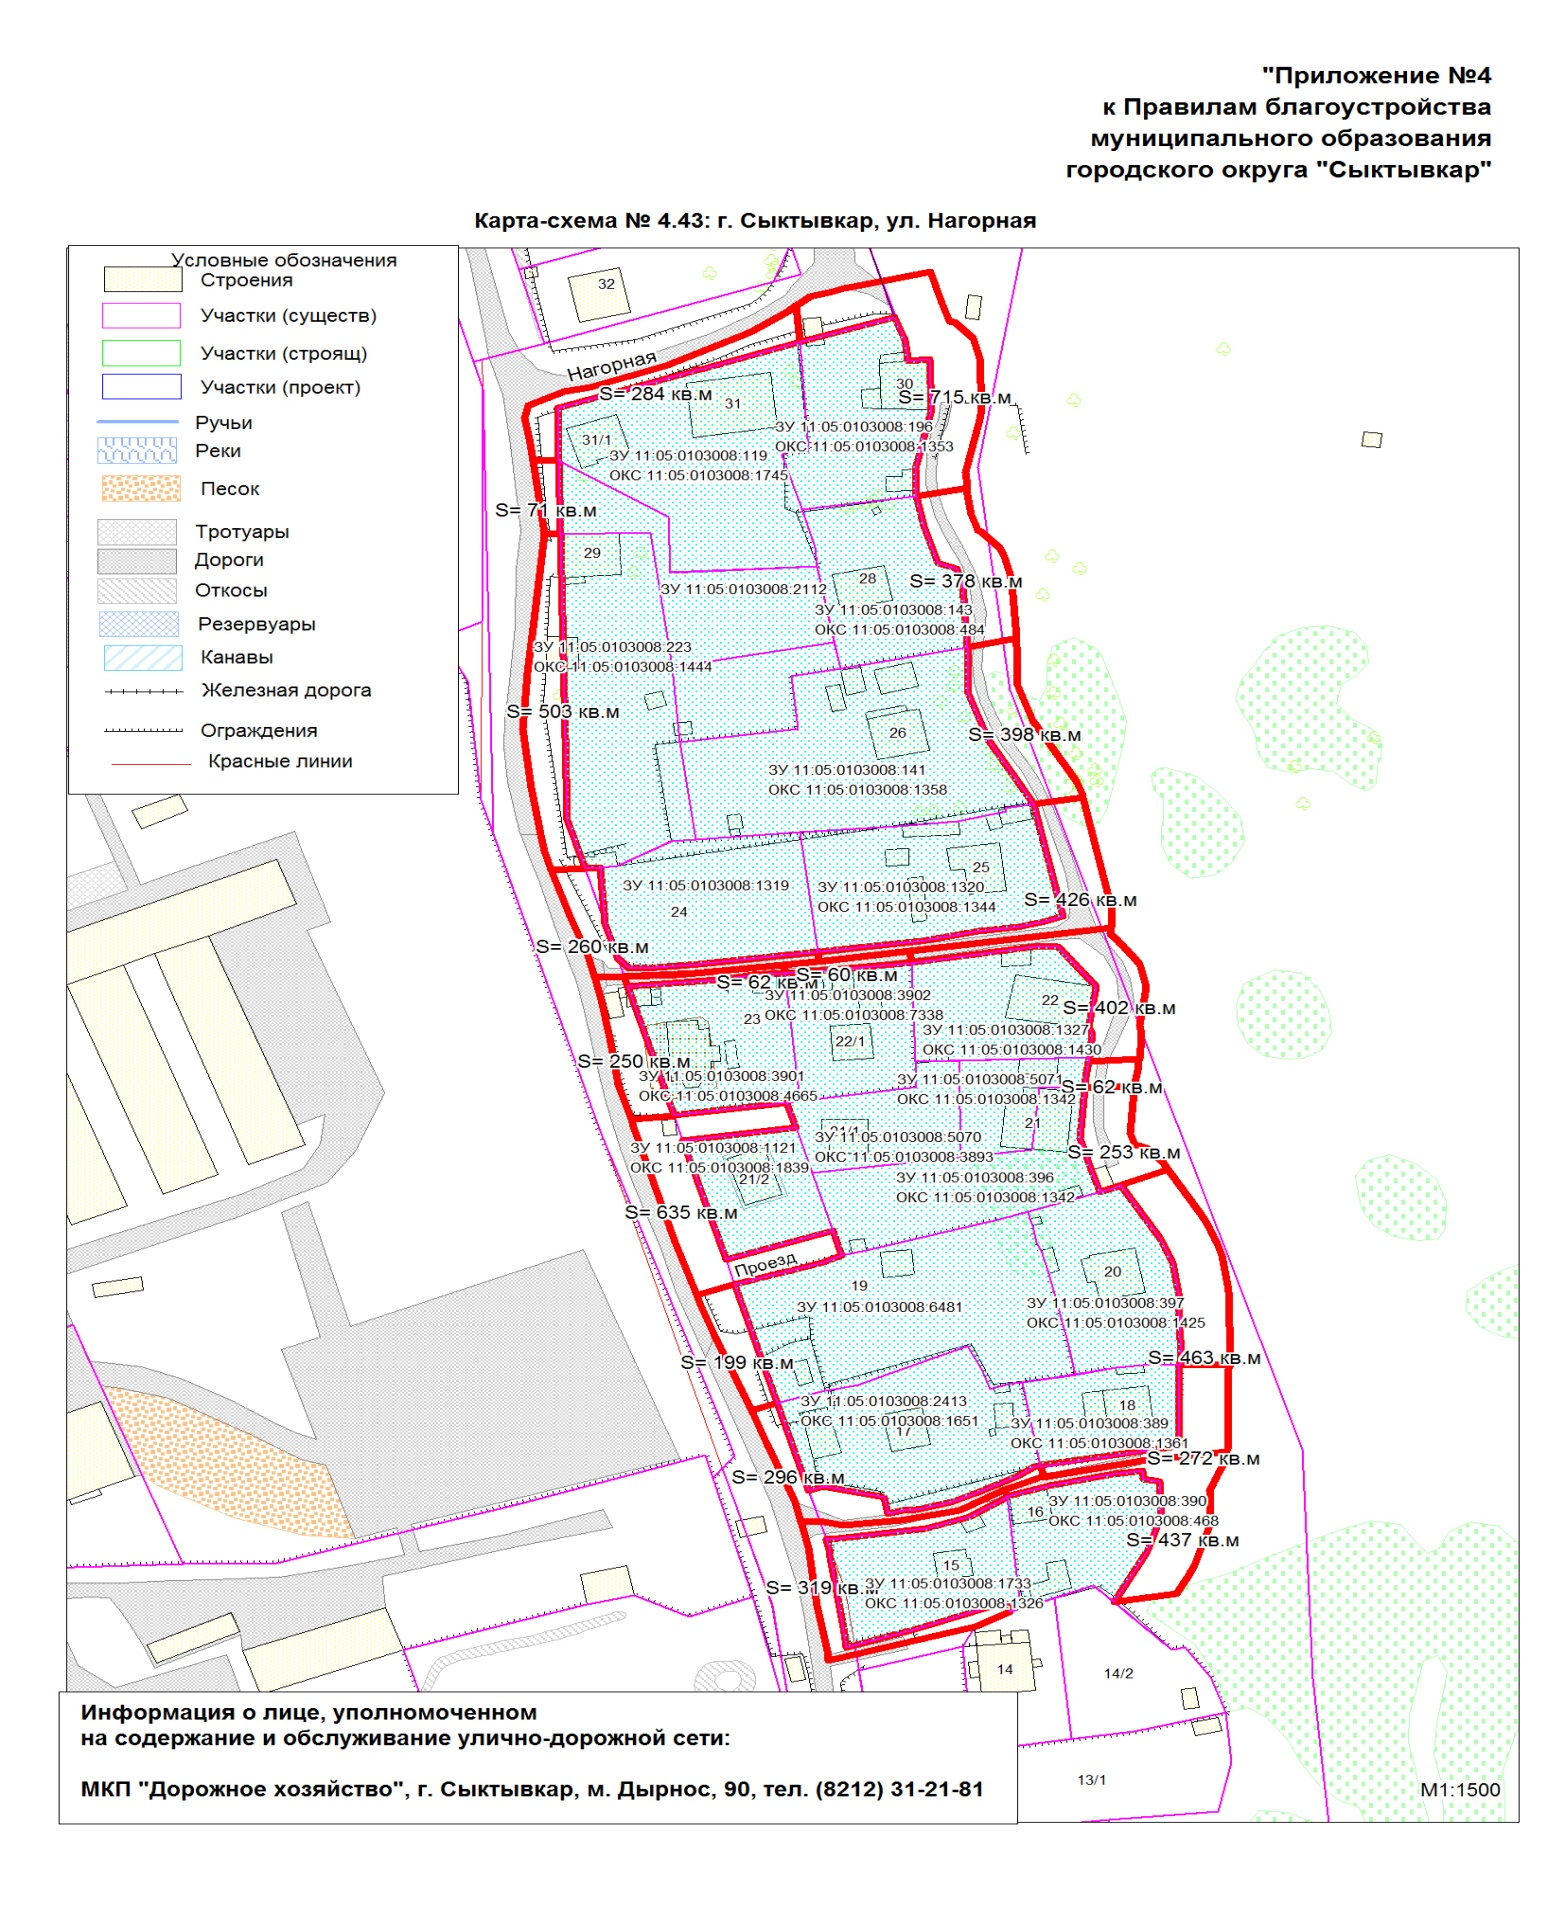 "Приложение №4
к Правилам благоустройства
муниципального образования
городского округа "Сыктывкар"
Карта-схема № 4.43: г. Сыктывкар, ул. Нагорная
Условные обозначения
Строения
Участки (существ)
Участки (строящ)
Участки (проект)
Ручьи
Реки
Песок
Тротуары
Дороги
Откосы
Резервуары
Канавы
Железная дорога
Ограждения
Красные линии
32
Нагорная
S= 284 кв.м
31
30
S= 715 кв.м
31/1
ЗУ 11:05:0103008:196
ОКС 11:05:0103008:1353
ЗУ 11:05:0103008:119
ОКС 11:05:0103008:1745
S= 71 кв.м
29
28
S= 378 кв.м
ЗУ 11:05:0103008:2112
ЗУ 11:05:0103008:143
ОКС 11:05:0103008:484
ЗУ 11:05:0103008:223
ОКС 11:05:0103008:1444
S= 503 кв.м
26
S= 398 кв.м
ЗУ 11:05:0103008:141
ОКС 11:05:0103008:1358
25
ЗУ 11:05:0103008:1319
24
ЗУ 11:05:0103008:1320
ОКС 11:05:0103008:1344
S= 426 кв.м
S= 260 кв.м
S= 62 кв.м
S= 60 кв.м
ЗУ 11:05:0103008:3902
ОКС 11:05:0103008:7338
22
S= 402 кв.м
23
22/1
ЗУ 11:05:0103008:1327
ОКС 11:05:0103008:1430
S= 250 кв.м
ЗУ 11:05:0103008:3901
ОКС 11:05:0103008:4665
ЗУ 11:05:0103008:5071
ОКС 11:05:0103008:1342
S= 62 кв.м
21
21/1
ЗУ 11:05:0103008:5070
ОКС 11:05:0103008:3893
ЗУ 11:05:0103008:1121
ОКС 11:05:0103008:1839
S= 253 кв.м
21/2
ЗУ 11:05:0103008:396
ОКС 11:05:0103008:1342
S= 635 кв.м
Проезд
19
ЗУ 11:05:0103008:6481
20
ЗУ 11:05:0103008:397
ОКС 11:05:0103008:1425
S= 199 кв.м
S= 463 кв.м
ЗУ 11:05:0103008:2413
ОКС 11:05:0103008:1651
17
18
ЗУ 11:05:0103008:389
ОКС 11:05:0103008:1361
S= 272 кв.м
S= 296 кв.м
16
ЗУ 11:05:0103008:390
ОКС 11:05:0103008:468
S= 437 кв.м
15
S= 319 кв.м
ЗУ 11:05:0103008:1733
ОКС 11:05:0103008:1326
14
14/2
13/1
Информация о лице, уполномоченном
на содержание и обслуживание улично-дорожной сети:
МКП "Дорожное хозяйство", г. Сыктывкар, м. Дырнос, 90, тел. (8212) 31-21-81
М1:1500